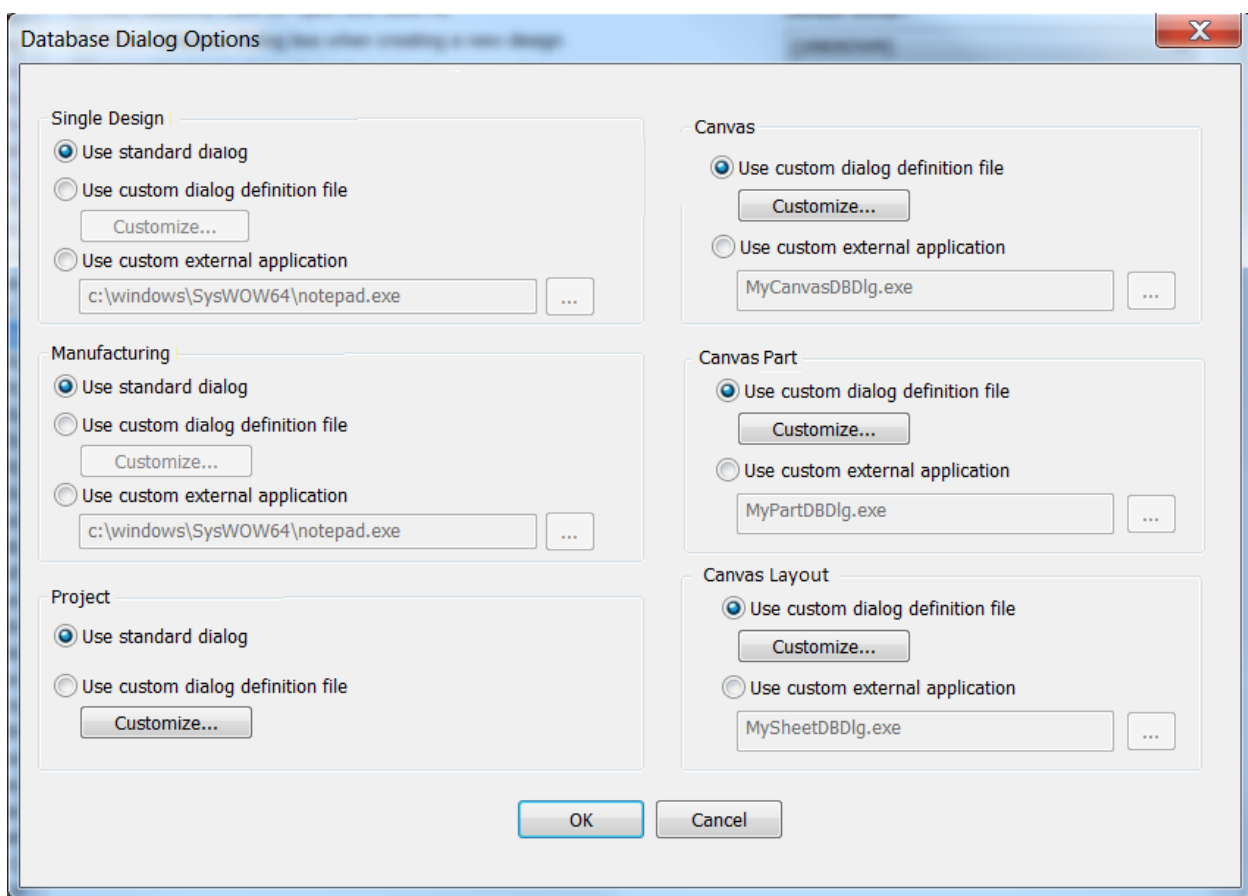 Database Dialog Options
X
Single Design
Use standard dialog
Use custom dialog definition file
Customize...
Use custom external application
c:\windows\SysWOW64\notepad.exe
...
Manufacturing
Use standard dialog
Use custom dialog definition file
Customize...
Use custom external application
c:\windows\SysWOW64\notepad.exe
...
Project
Use standard dialog
Use custom dialog definition file
Customize...
Canvas
Use custom dialog definition file
Customize...
Use custom external application
MyCanvasDBDlg.exe
...
Canvas Part
Use custom dialog definition file
Customize...
Use custom external application
MyPartDBDlg.exe
...
Canvas Layout
Use custom dialog definition file
Customize...
Use custom external application
MySheetDBDlg.exe
...
OK
Cancel